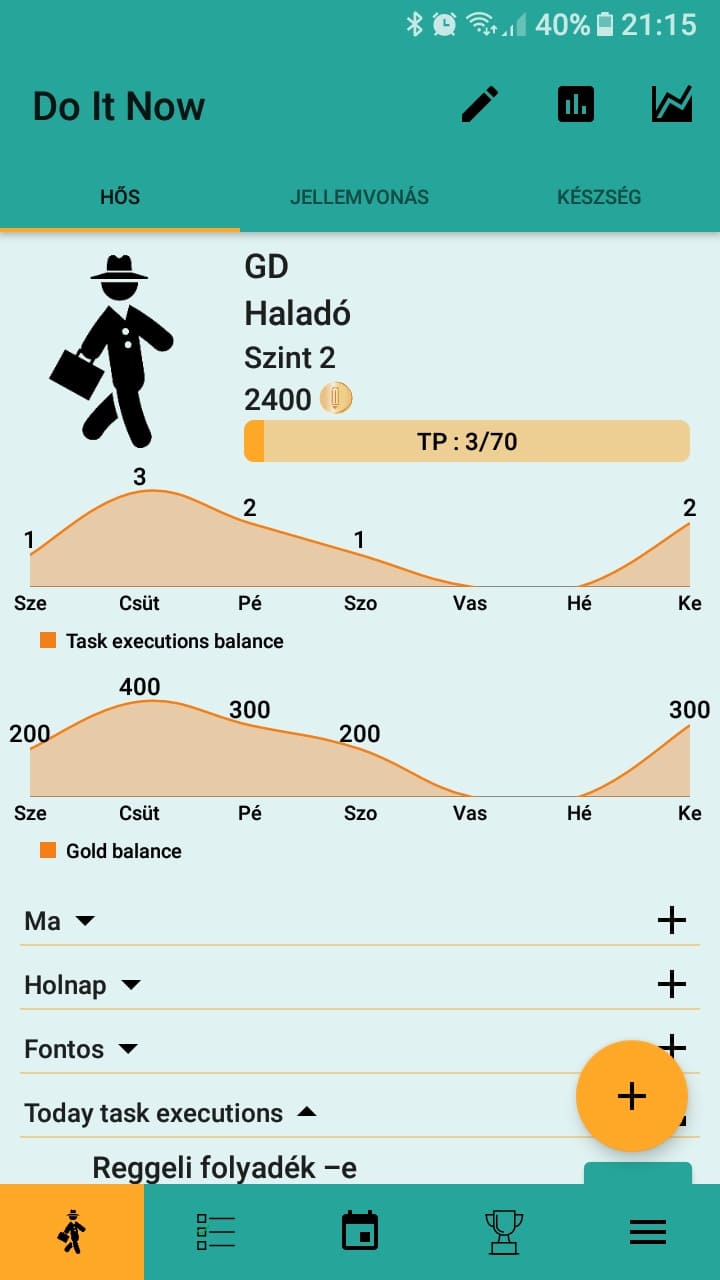 40% 21:15
Do It Now
HŐS JELLEMVONÁS KÉSZSÉG
GD
Haladó
Szint 2
2400
TP : 3/70
1 3 2 1 2
Sze Csüt Pé Szo Vas Hé Ke
Task executions balance
200 400 300 200 300
Sze Csüt Pé Szo Vas Hé Ke
Gold balance
Ma
Holnap
Fontos
Today task executions
Reggeli folyadék –e